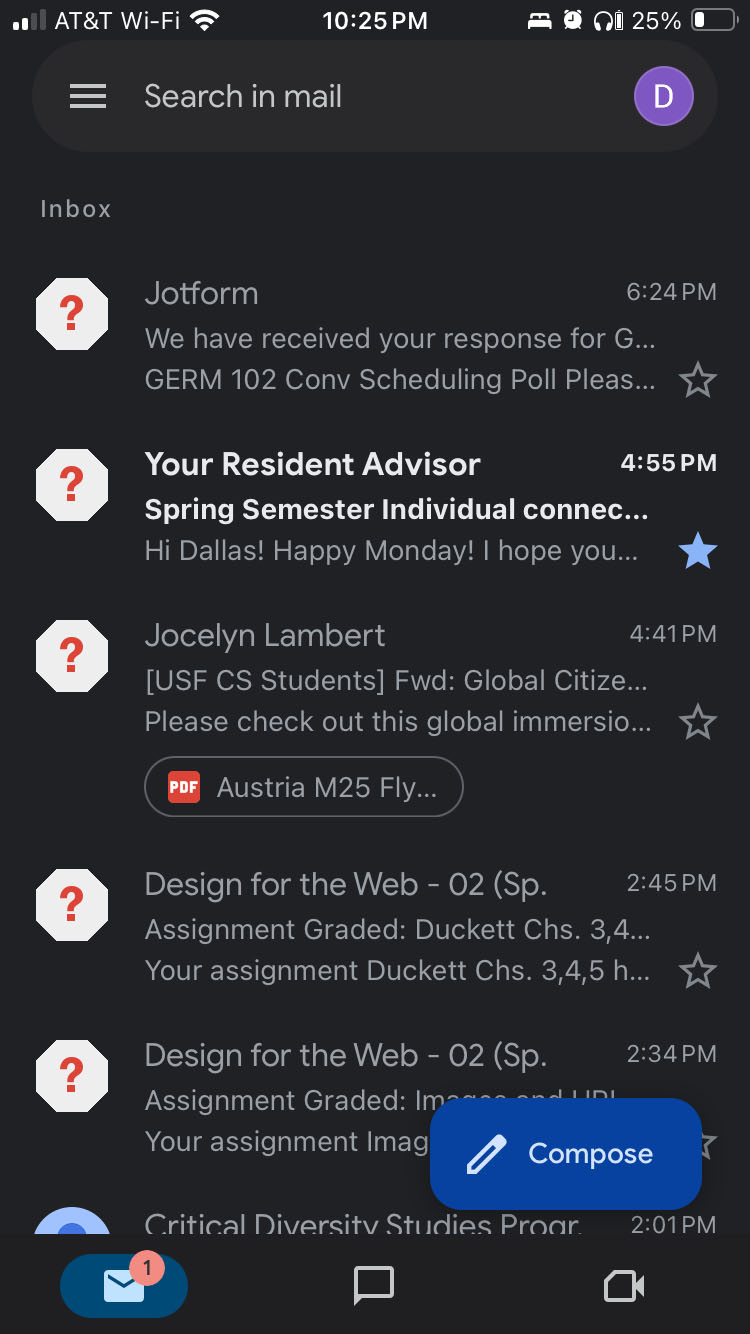 AT&T Wi-Fi 10:25 PM 25%
Search in mail D
Inbox
? Jotform 6:24 PM
We have received your response for G...
GERM 102 Conv Scheduling Poll Pleas...
? Your Resident Advisor 4:55 PM
Spring Semester Individual connec...
Hi Dallas! Happy Monday! I hope you...
? Jocelyn Lambert 4:41 PM
[USF CS Students] Fwd: Global Citize...
Please check out this global immersio...
PDF Austria M25 Fly...
? Design for the Web - 02 (Sp. 2:45 PM
Assignment Graded: Duckett Chs. 3,4...
Your assignment Duckett Chs. 3,4,5 h...
? Design for the Web - 02 (Sp. 2:34 PM
Assignment Graded: Images and URL
Your assignment Imag
Compose
Critical Diversity Studies Progr. 2:01 PM
1